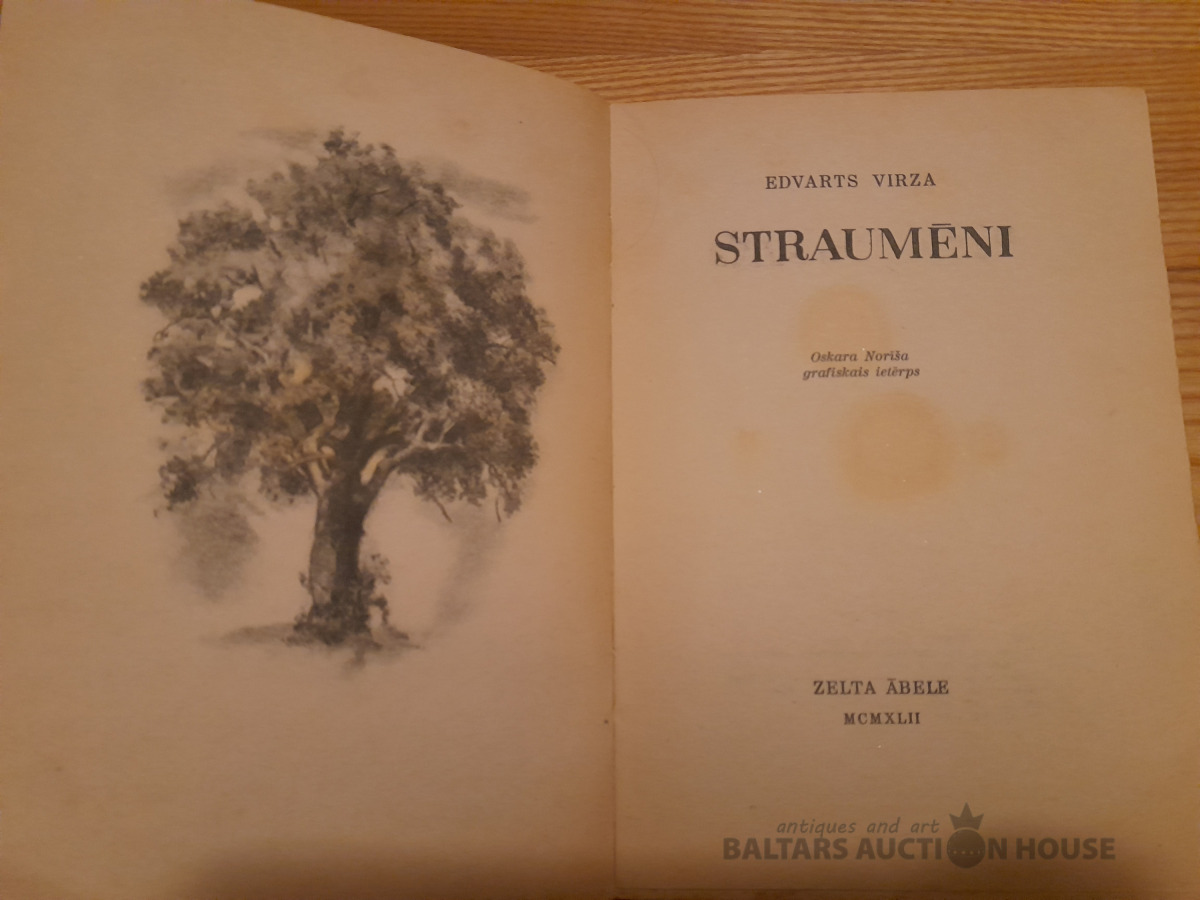 EDVARTS VIRZA
STRAUMĒNI
Oskara Norīša
grafiskais ietērps
ZELTA ĀBELE
MCMXLII
antiques and art
BALTARS AUCTION HOUSE